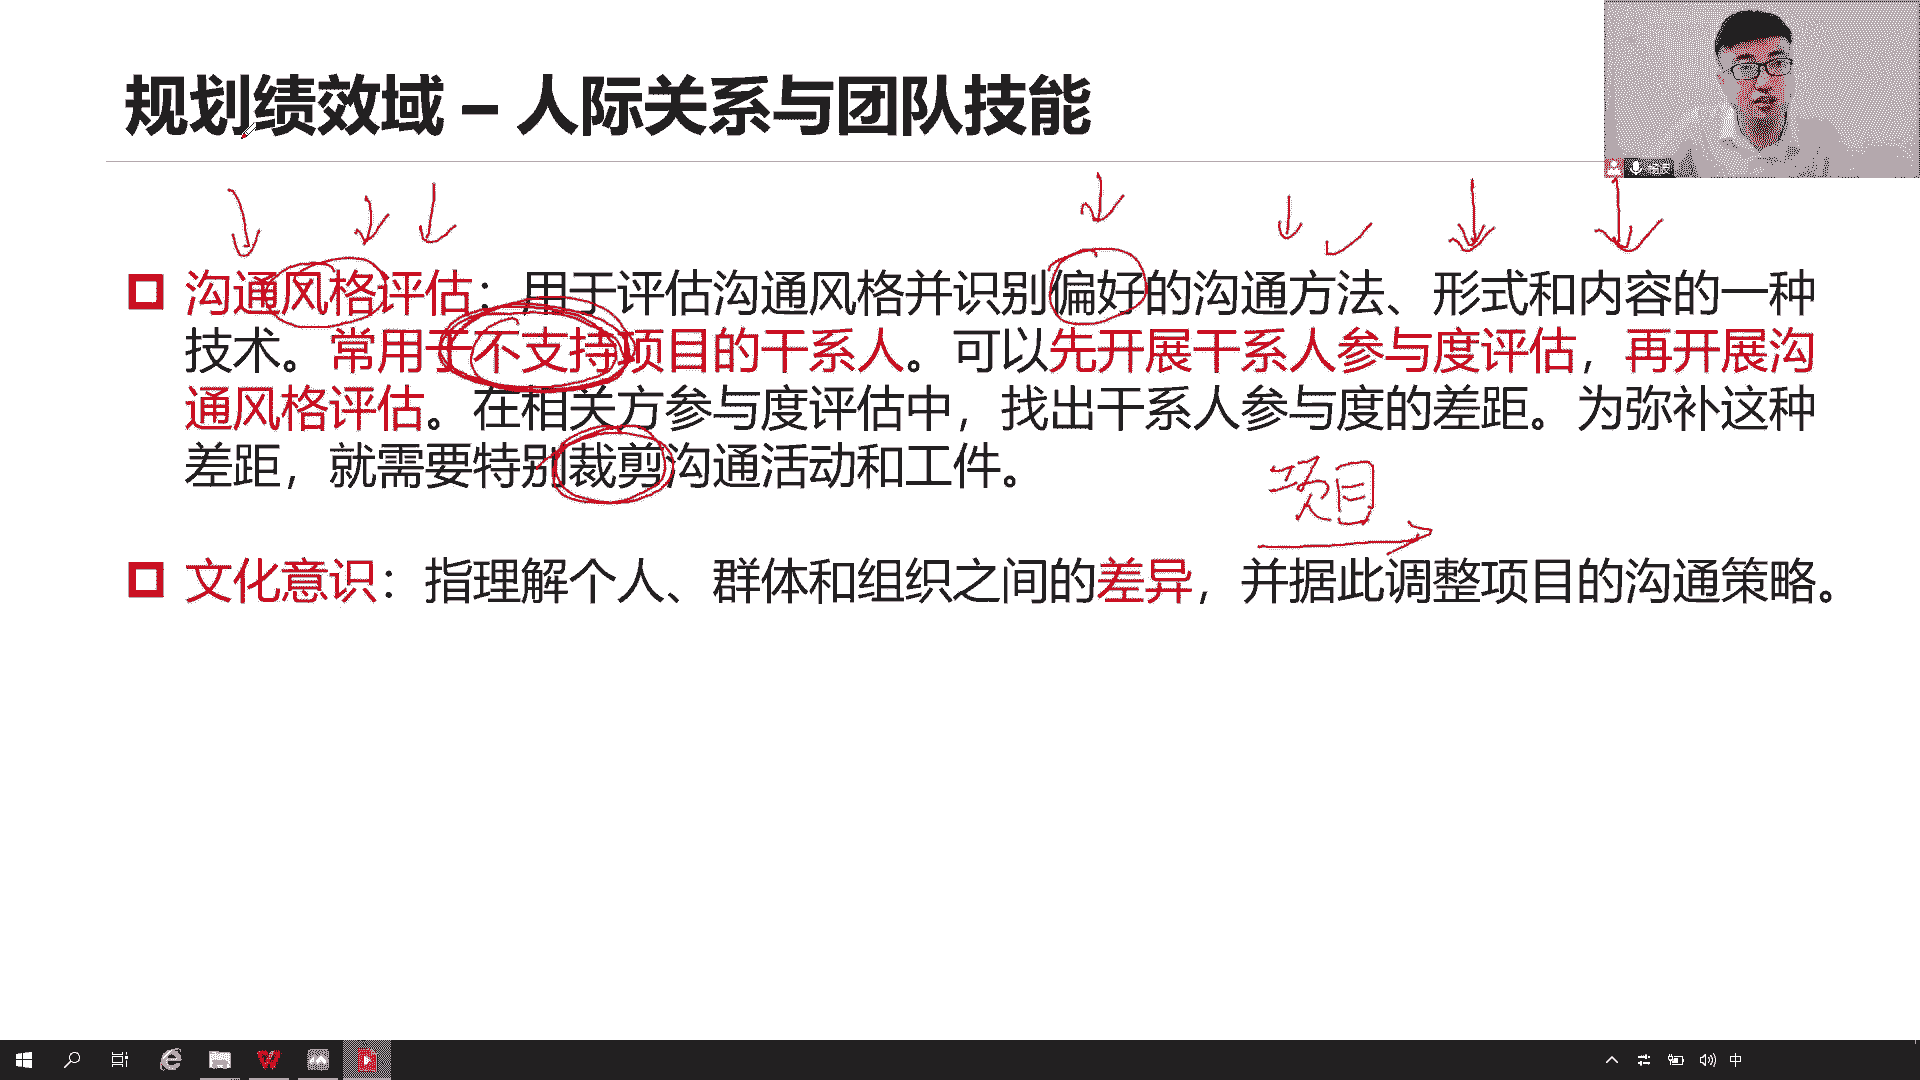 规划绩效域 – 人际关系与团队技能
沟通风格评估：用于评估沟通风格并识别偏好的沟通方法、形式和内容的一种
技术。常用于不支持项目的干系人。可以先开展干系人参与度评估，再开展沟
通风格评估。在相关方参与度评估中，找出干系人参与度的差距。为弥补这种
差距，就需要特别裁剪沟通活动和工件。
项目
文化意识：指理解个人、群体和组织之间的差异，并据此调整项目的沟通策略。
中